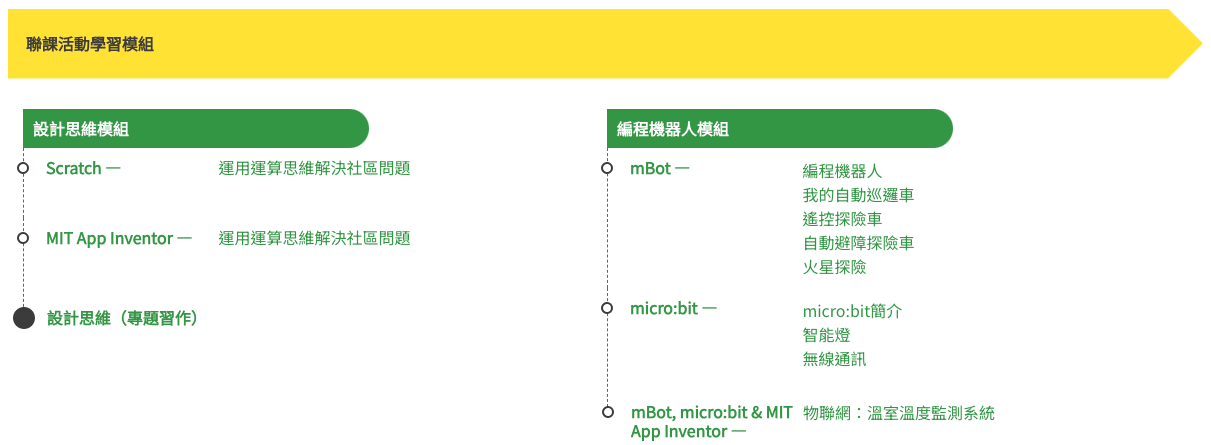 聯課活動學習模組
設計思維模組
Scratch — 運用運算思維解決社區問題
MIT App Inventor — 運用運算思維解決社區問題
設計思維（專題習作）
編程機器人模組
mBot — 編程機器人
我的自動巡邏車
遙控探險車
自動避障探險車
火星探險
micro:bit — micro:bit簡介
智能燈
無線通訊
mBot, micro:bit & MIT 物聯網：溫室溫度監測系統
App Inventor —